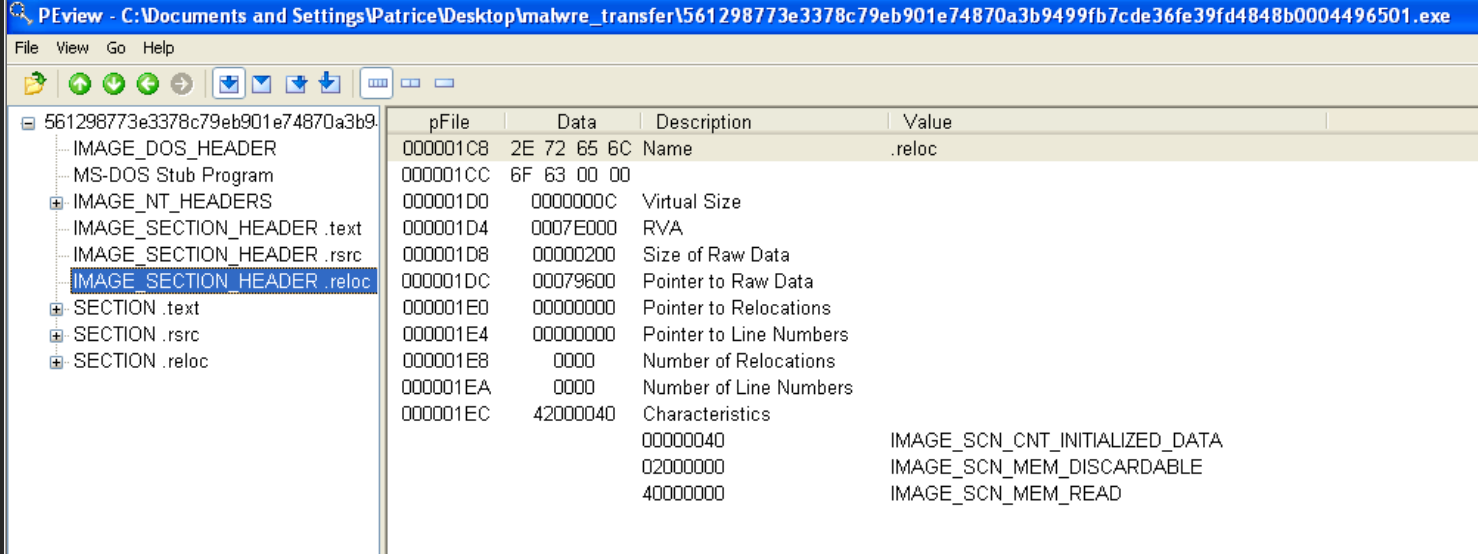 PEview - C:\Documents and Settings\Patrice\Desktop\malwre_transfer\561298773e3378c79eb901e74870a3b9499fb7cde36fe39fd4848b0004496501.exe
File View Go Help
561298773e3378c79eb901e74870a3b9
IMAGE_DOS_HEADER
MS-DOS Stub Program
IMAGE_NT_HEADERS
IMAGE_SECTION_HEADER .text
IMAGE_SECTION_HEADER .rsrc
IMAGE_SECTION_HEADER .reloc
SECTION .text
SECTION .rsrc
SECTION .reloc
pFile Data Description Value
000001C8 2E 72 65 6C Name .reloc
000001CC 6F 63 00 00
000001D0 0000000C Virtual Size
000001D4 0007E000 RVA
000001D8 00000200 Size of Raw Data
000001DC 00079600 Pointer to Raw Data
000001E0 00000000 Pointer to Relocations
000001E4 00000000 Pointer to Line Numbers
000001E8 0000 Number of Relocations
000001EA 0000 Number of Line Numbers
000001EC 42000040 Characteristics
00000040 IMAGE_SCN_CNT_INITIALIZED_DATA
02000000 IMAGE_SCN_MEM_DISCARDABLE
40000000 IMAGE_SCN_MEM_READ